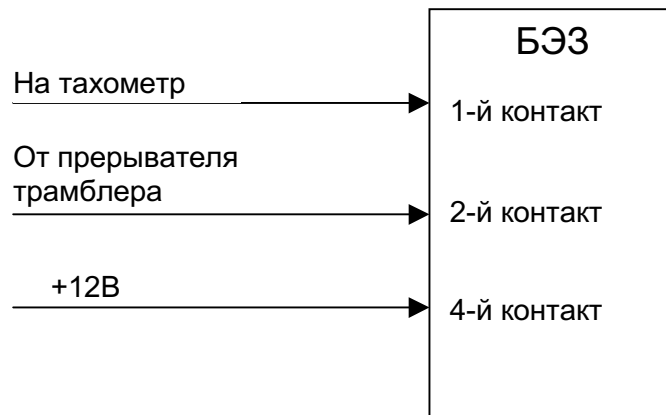 БЭЗ
На тахометр
1-й контакт
От прерывателя
трамблера
2-й контакт
+12В
4-й контакт